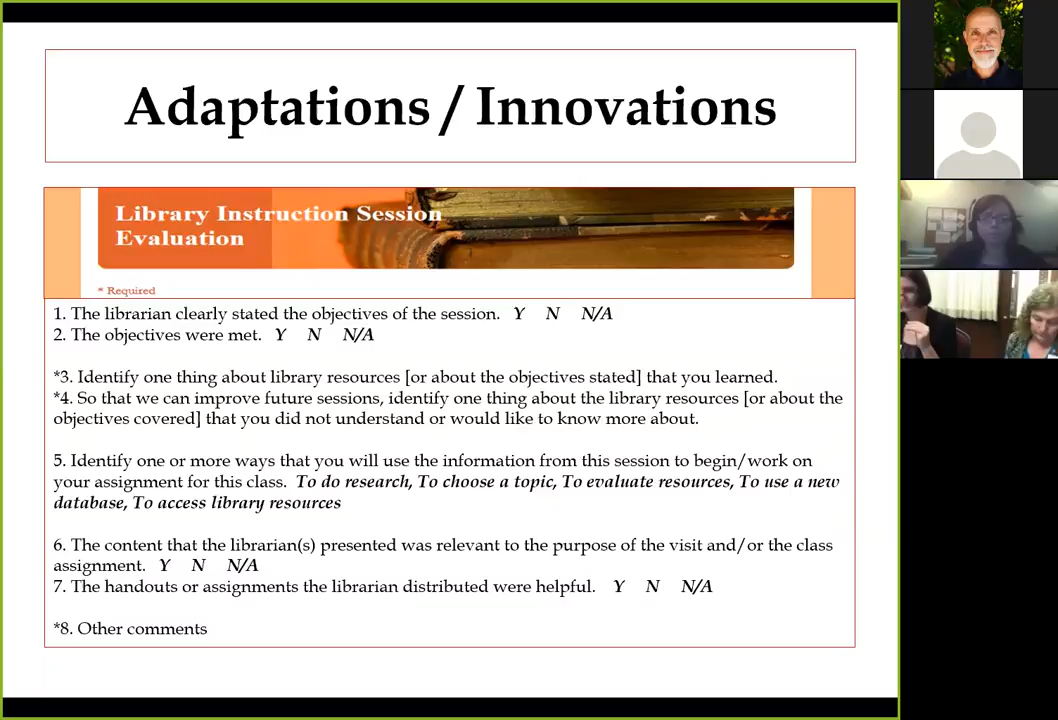 Adaptations / Innovations
Library Instruction Session
Evaluation
* Required
1. The librarian clearly stated the objectives of the session. Y N N/A
2. The objectives were met. Y N N/A
*3. Identify one thing about library resources [or about the objectives stated] that you learned.
*4. So that we can improve future sessions, identify one thing about the library resources [or about the
objectives covered] that you did not understand or would like to know more about.
5. Identify one or more ways that you will use the information from this session to begin/work on
your assignment for this class. To do research, To choose a topic, To evaluate resources, To use a new
database, To access library resources
6. The content that the librarian(s) presented was relevant to the purpose of the visit and/or the class
assignment. Y N N/A
7. The handouts or assignments the librarian distributed were helpful. Y N N/A
*8. Other comments